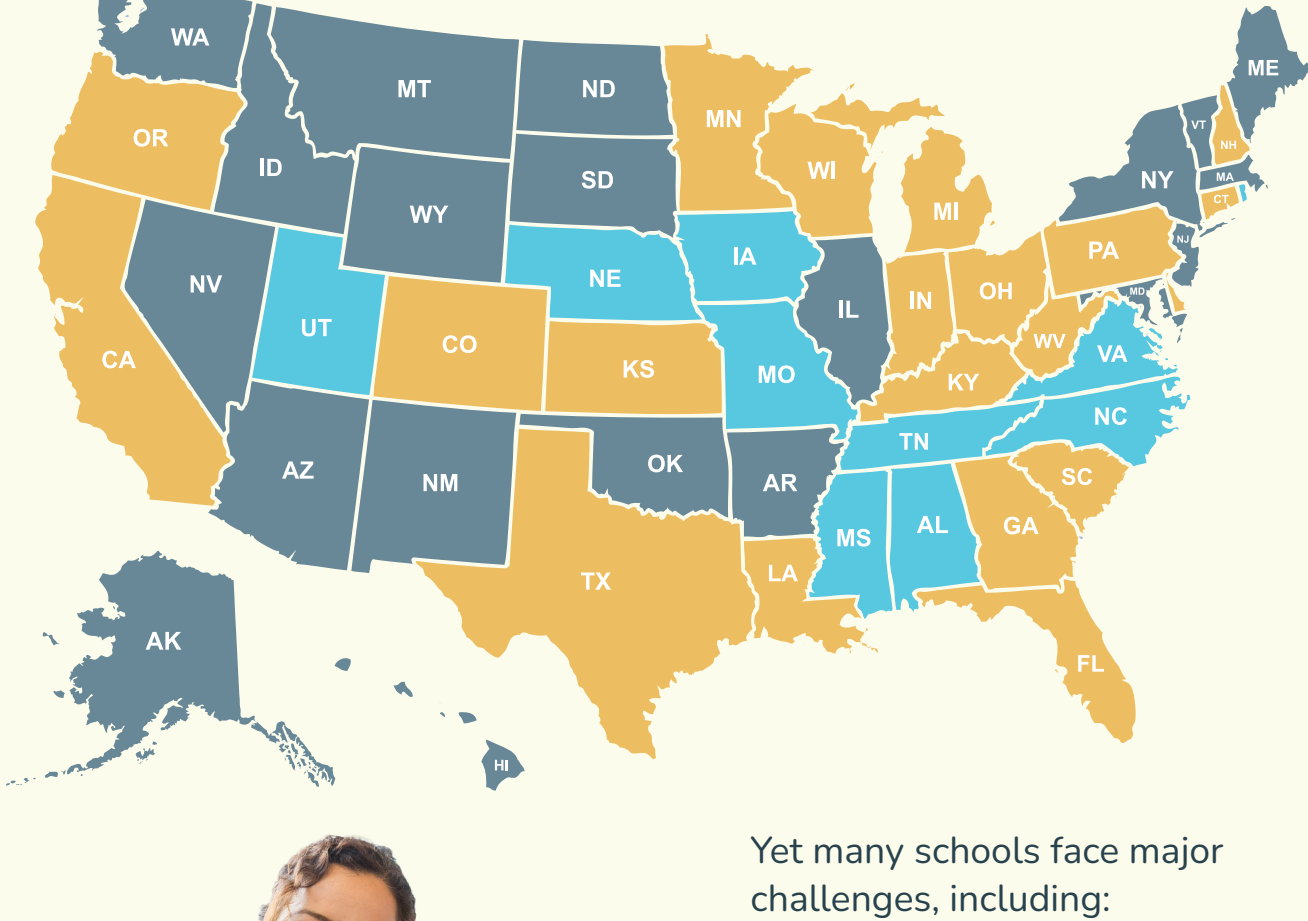 WA
MT
ND
MN
ME
OR
ID
SD
WI
VT
NH
WY
MI
NY
MA
CT
NV
UT
NE
IA
PA
NJ
CA
CO
KS
MO
IL
IN
OH
MD
WV
VA
KY
AZ
NM
OK
AR
TN
NC
SC
MS
AL
GA
TX
LA
AK
FL
HI
Yet many schools face major
challenges, including: